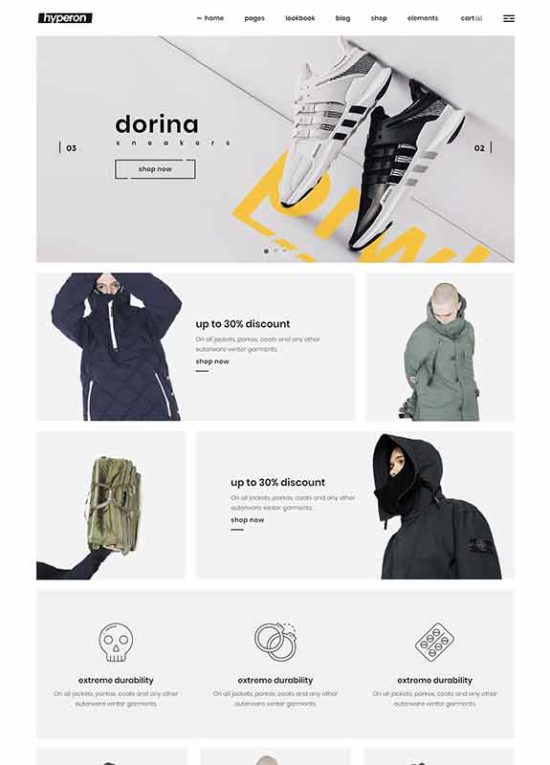 hyperon
home pages lookbook blog shop elements cart(0)
dorina
sneakers
shop now
03
02
up to 30% discount
On all jackets, parkas, coats and any other
outerware winter garments.
shop now
up to 30% discount
On all jackets, parkas, coats and any other
outerware winter garments.
shop now
extreme durability
On all jackets, parkas, coats and any other
outerware winter garments.
extreme durability
On all jackets, parkas, coats and any other
outerware winter garments.
extreme durability
On all jackets, parkas, coats and any other
outerware winter garments.